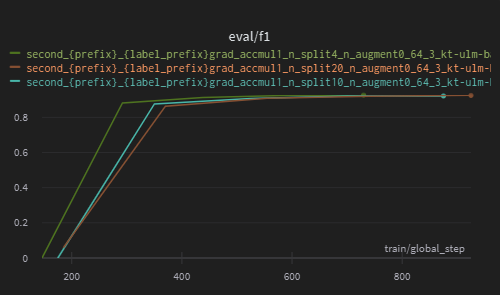 eval/f1
second_{prefix}_{label_prefix}grad_accmul1_n_split4_n_augment0_64_3_kt-ulm-b
second_{prefix}_{label_prefix}grad_accmul1_n_split20_n_augment0_64_3_kt-ulm-
second_{prefix}_{label_prefix}grad_accmul1_n_split10_n_augment0_64_3_kt-ulm-
0.8
0.6
0.4
0.2
0
train/global_step
200
400
600
800